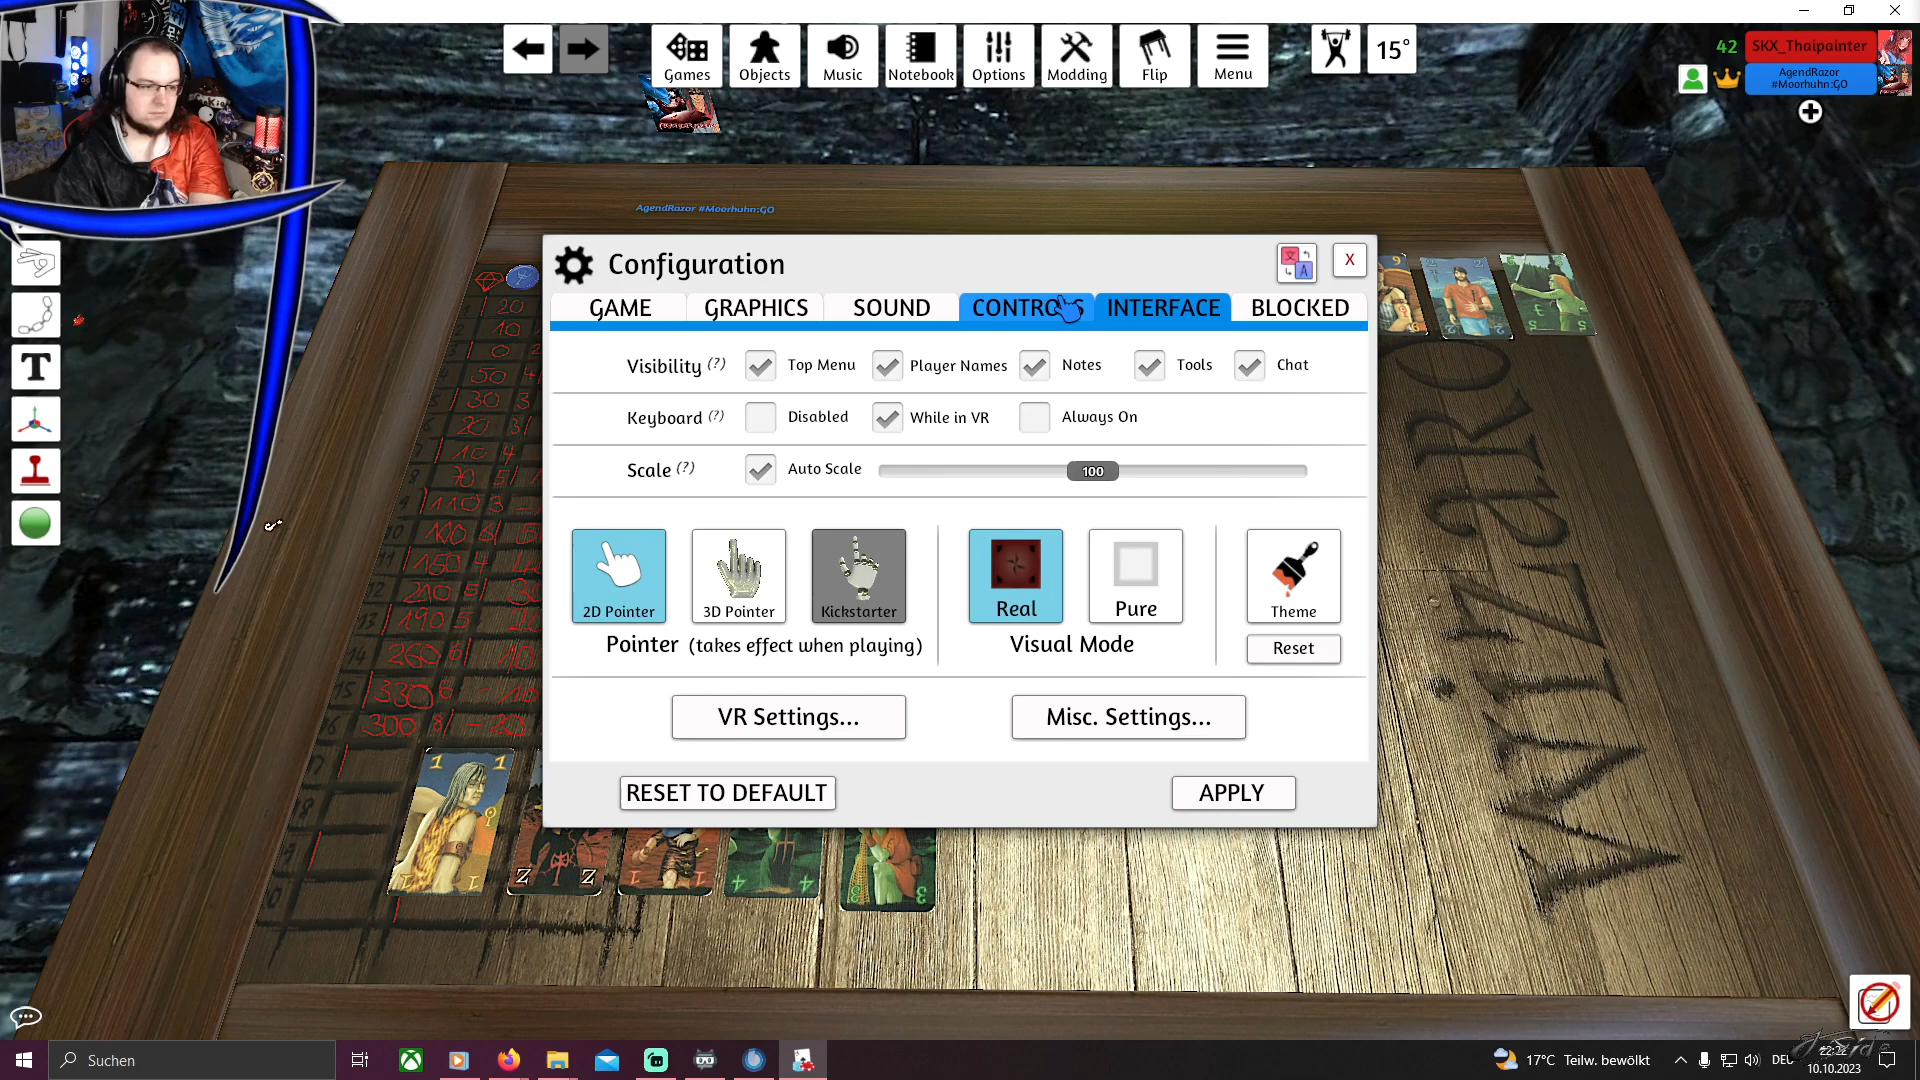 Games
Objects
Music
Notebook
Options
Modding
Flip
Menu
15°
42
SKX_Thaipainter
AgendRazor
#Moorhuhn:GO
AgendRazor #Moorhuhn:GO
Configuration
X
GAME
GRAPHICS
SOUND
CONTROLS
INTERFACE
BLOCKED
Visibility (?)
Top Menu
Player Names
Notes
Tools
Chat
Keyboard (?)
Disabled
While in VR
Always On
Scale (?)
Auto Scale
100
2D Pointer
3D Pointer
Kickstarter
Real
Pure
Theme
Pointer (takes effect when playing)
Visual Mode
Reset
VR Settings...
Misc. Settings...
RESET TO DEFAULT
APPLY
WiZaRD
T
Suchen
17°C Teilw. bewölkt
DEU
22:22
10.10.2023